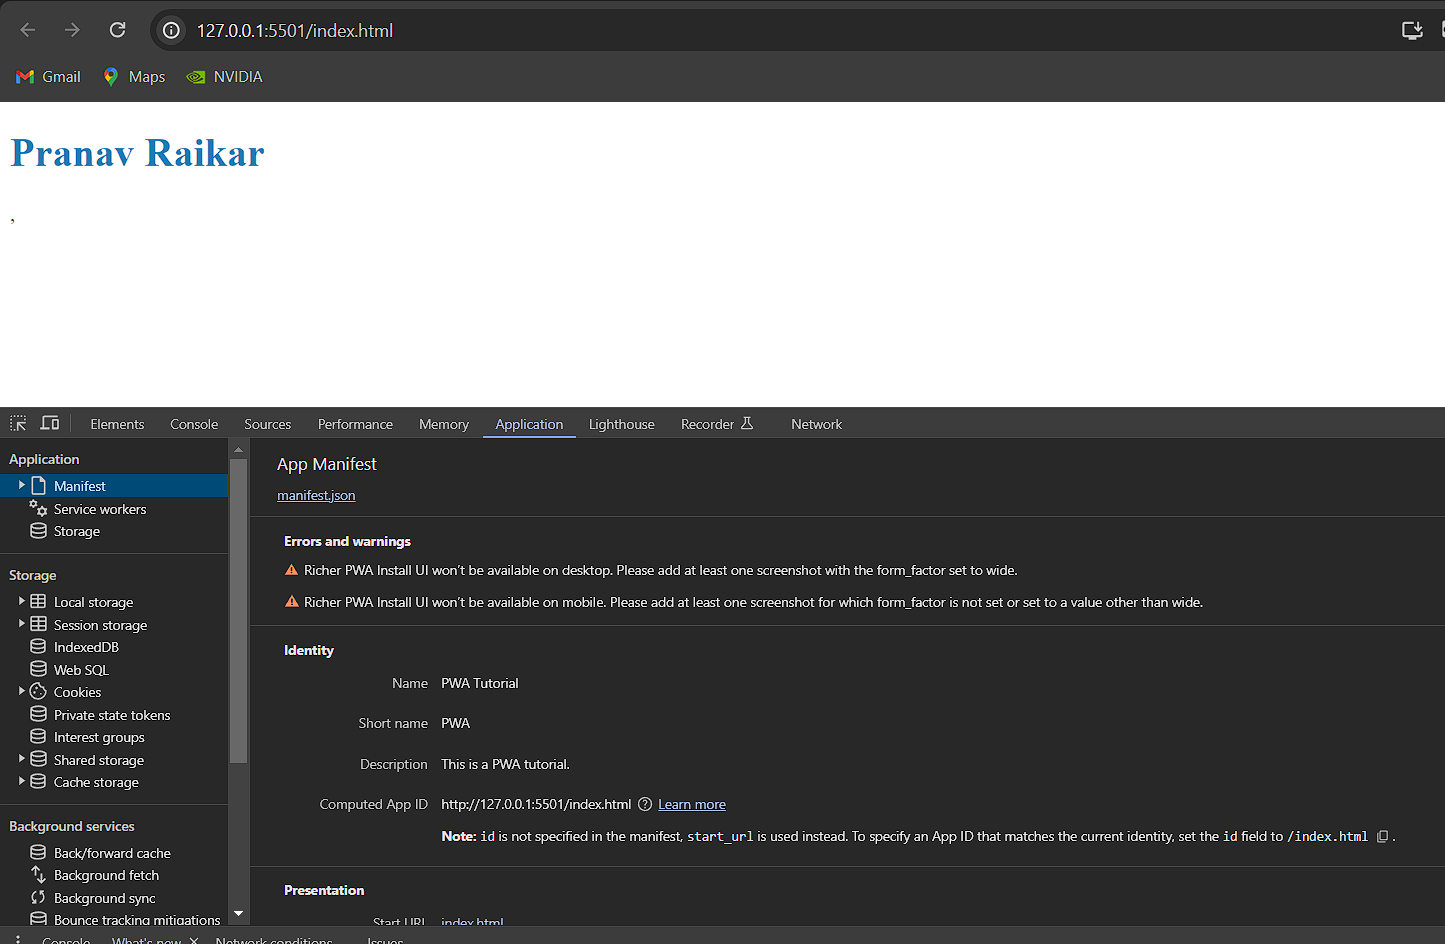 127.0.0.1:5501/index.html
Gmail Maps NVIDIA
Pranav Raikar
,
Elements Console Sources Performance Memory Application Lighthouse Recorder Network
Application
Manifest
Service workers
Storage
Storage
Local storage
Session storage
IndexedDB
Web SQL
Cookies
Private state tokens
Interest groups
Shared storage
Cache storage
Background services
Back/forward cache
Background fetch
Background sync
Bounce tracking mitigations
App Manifest
manifest.json
Errors and warnings
Richer PWA Install UI won't be available on desktop. Please add at least one screenshot with the form_factor set to wide.
Richer PWA Install UI won't be available on mobile. Please add at least one screenshot for which form_factor is not set or set to a value other than wide.
Identity
Name PWA Tutorial
Short name PWA
Description This is a PWA tutorial.
Computed App ID http://127.0.0.1:5501/index.html Learn more
Note: id is not specified in the manifest, start_url is used instead. To specify an App ID that matches the current identity, set the id field to /index.html .
Presentation
Start URL index.html
Console What's new Network conditions Issues